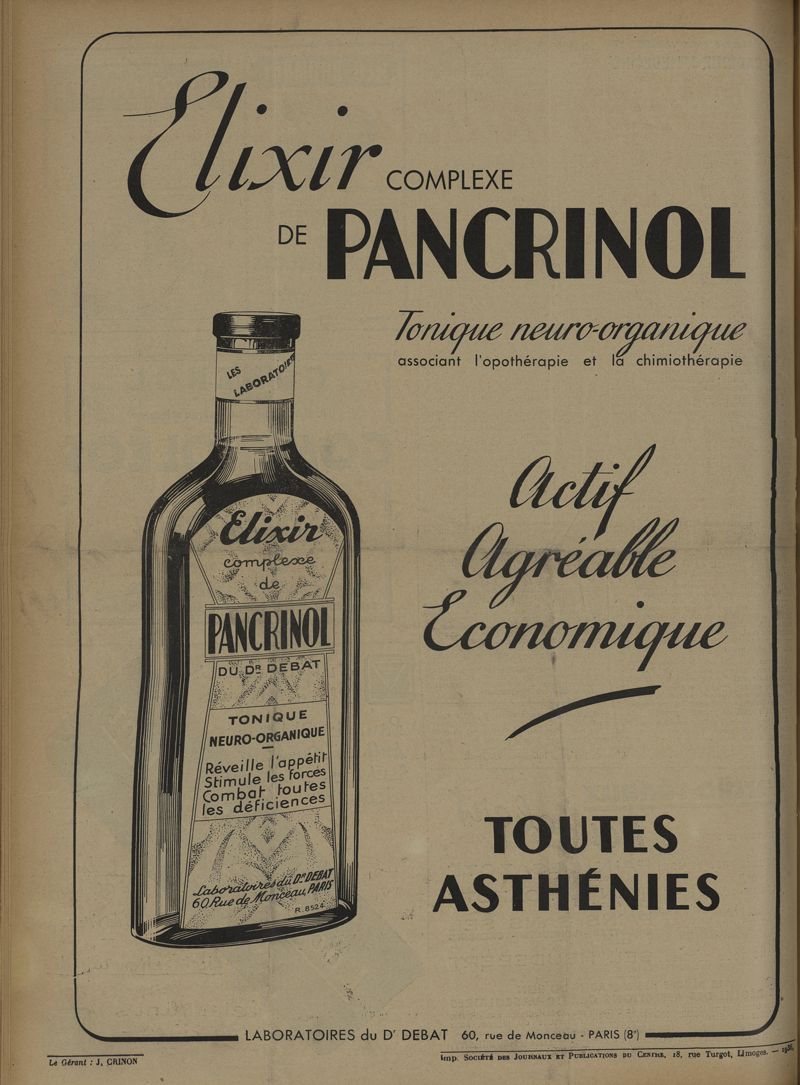 Elixir COMPLEXE
DE PANCRINOL
Tonique neuro-organique
associant l'opothérapie et la chimiothérapie
LES
LABORATOIRES
Elixir
complexe
de
PANCRINOL
DU DR DEBAT
TONIQUE
NEURO-ORGANIQUE
Réveille l'appétit
Stimule les forces
Combat toutes
les déficiences
Laboratoires du Dr DEBAT
60 Rue de Monceau, PARIS
R. 8524
Actif
Agréable
Economique
TOUTES
ASTHÉNIES
LABORATOIRES du Dr DEBAT 60, rue de Monceau - PARIS (8e)
Le Gérant : J. CRINON
Imp. SOCIÉTÉ DES JOURNAUX ET PUBLICATIONS DU CENTRE, 18, rue Turgot, Limoges. —